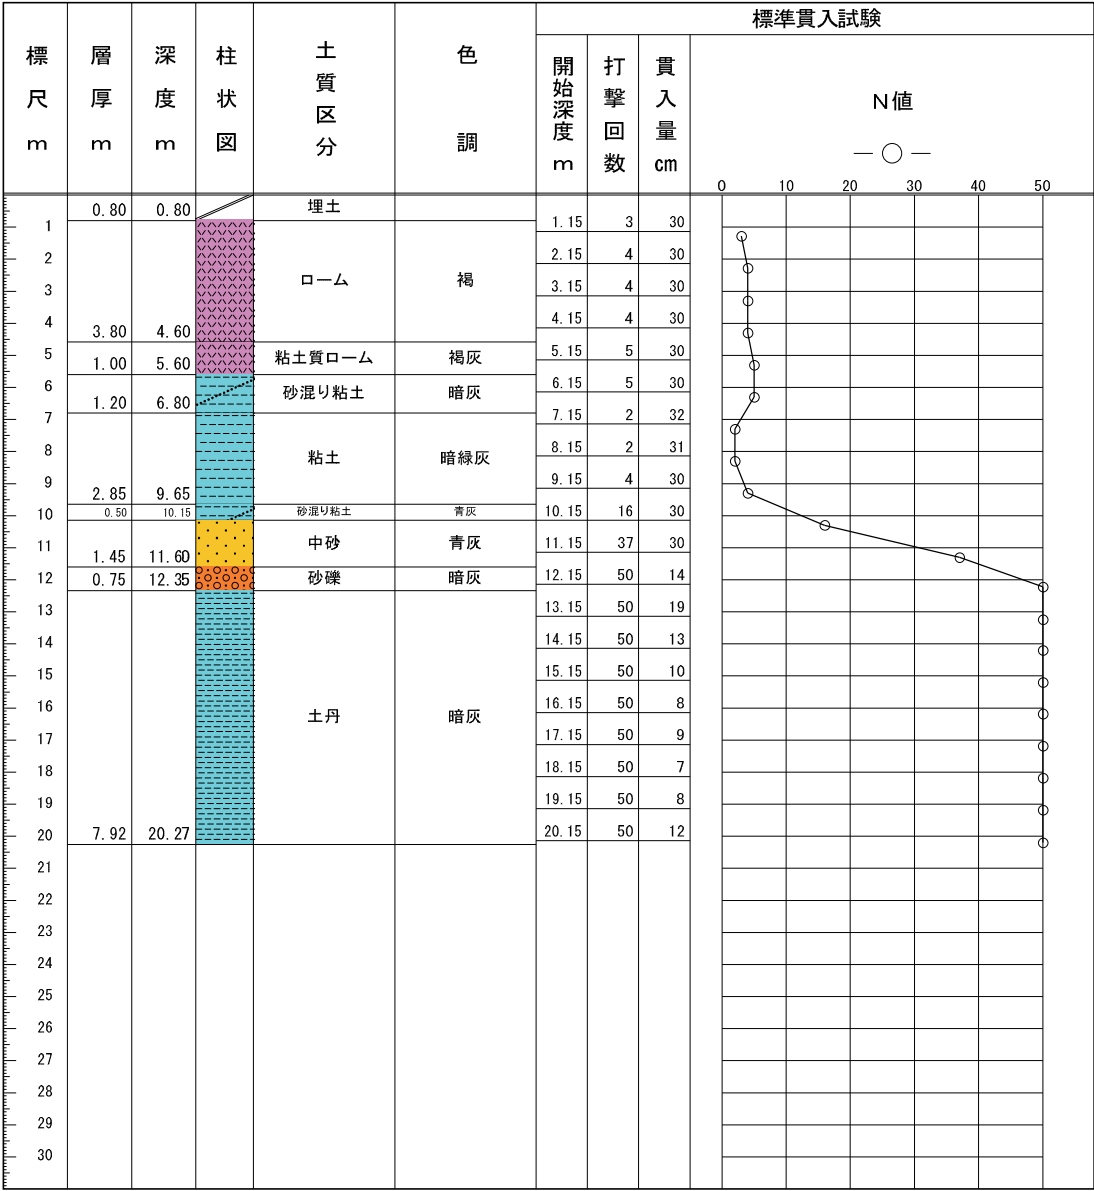 標尺 m
層厚 m
深度 m
柱状図
土質区分
色調
標準貫入試験
開始深度 m
打撃回数
貫入量 cm
N値
0 10 20 30 40 50
0.80 0.80 埋土
1 1.15 3 30
2 2.15 4 30
ローム 褐
3 3.15 4 30
4 4.15 4 30
3.80 4.60
5 5.15 5 30
1.00 5.60 粘土質ローム 褐灰
6 6.15 5 30
1.20 6.80 砂混り粘土 暗灰
7 7.15 2 32
8 8.15 2 31
粘土 暗緑灰
9 9.15 4 30
2.85 9.65
0.50 10.15 砂混り粘土 青灰
10 10.15 16 30
11 11.15 37 30
1.45 11.60 中砂 青灰
12 12.15 50 14
0.75 12.35 砂礫 暗灰
13 13.15 50 19
14 14.15 50 13
15 15.15 50 10
16 16.15 50 8
土丹 暗灰
17 17.15 50 9
18 18.15 50 7
19 19.15 50 8
20 20.15 50 12
7.92 20.27
21
22
23
24
25
26
27
28
29
30